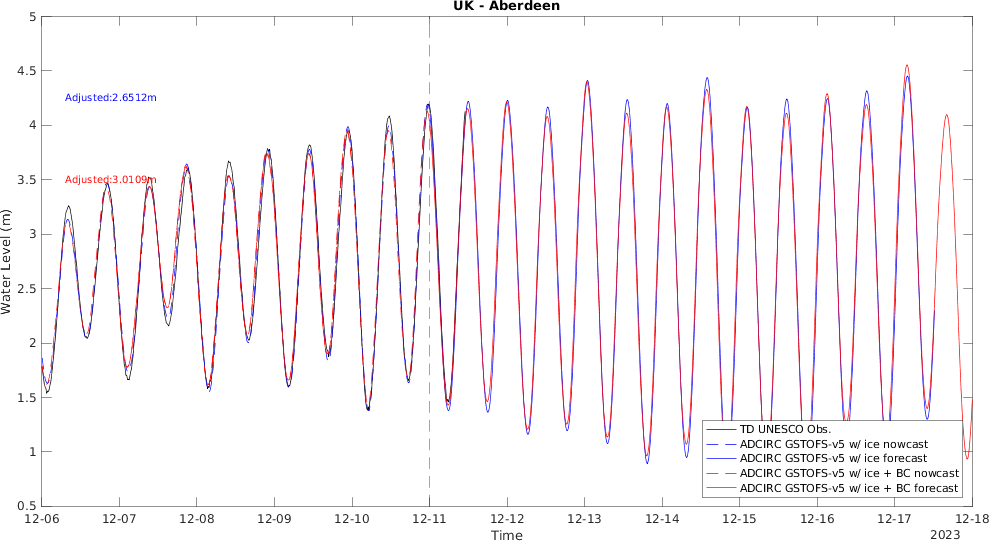 UK - Aberdeen
5
4.5
4
3.5
3
2.5
2
1.5
1
0.5
Water Level (m)
Adjusted:2.6512m
Adjusted:3.0109m
TD UNESCO Obs.
ADCIRC GSTOFS-v5 w/ ice nowcast
ADCIRC GSTOFS-v5 w/ ice forecast
ADCIRC GSTOFS-v5 w/ ice + BC nowcast
ADCIRC GSTOFS-v5 w/ ice + BC forecast
12-06 12-07 12-08 12-09 12-10 12-11 12-12 12-13 12-14 12-15 12-16 12-17 12-18
Time
2023